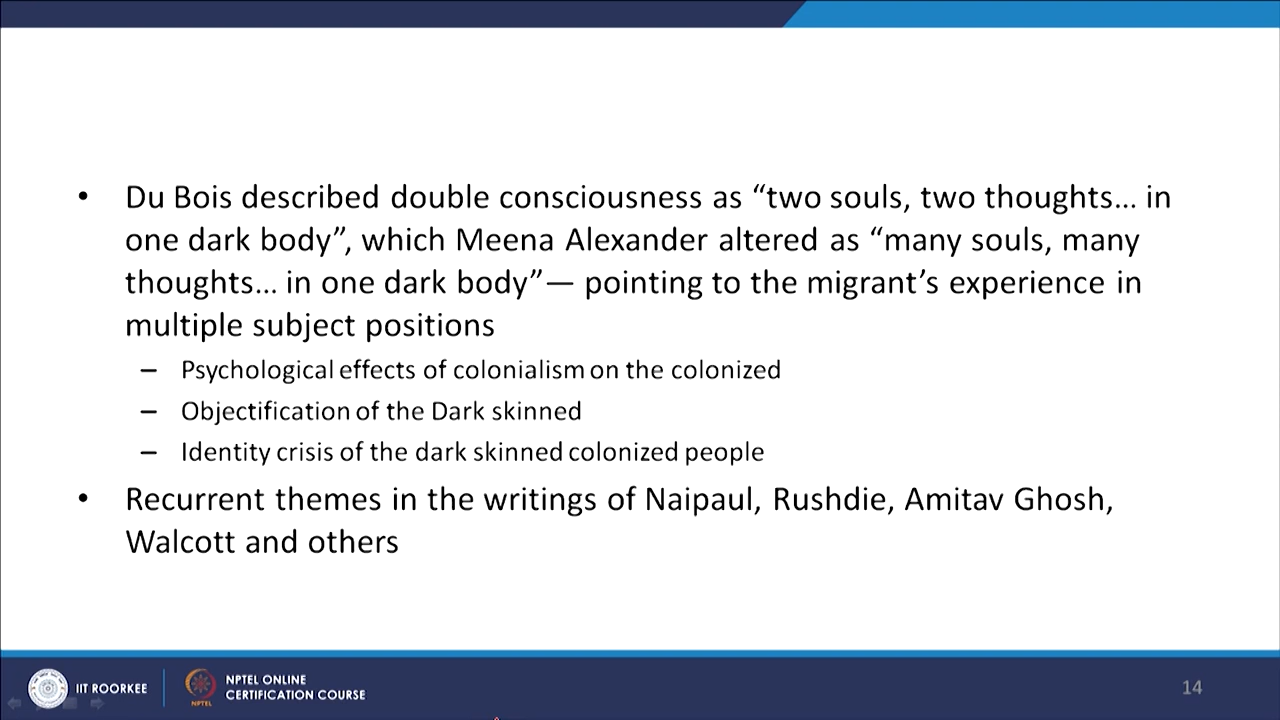 • Du Bois described double consciousness as “two souls, two thoughts... in
one dark body”, which Meena Alexander altered as “many souls, many
thoughts... in one dark body”— pointing to the migrant’s experience in
multiple subject positions
– Psychological effects of colonialism on the colonized
– Objectification of the Dark skinned
– Identity crisis of the dark skinned colonized people
• Recurrent themes in the writings of Naipaul, Rushdie, Amitav Ghosh,
Walcott and others
IIT ROORKEE
NPTEL
NPTEL ONLINE
CERTIFICATION COURSE
14